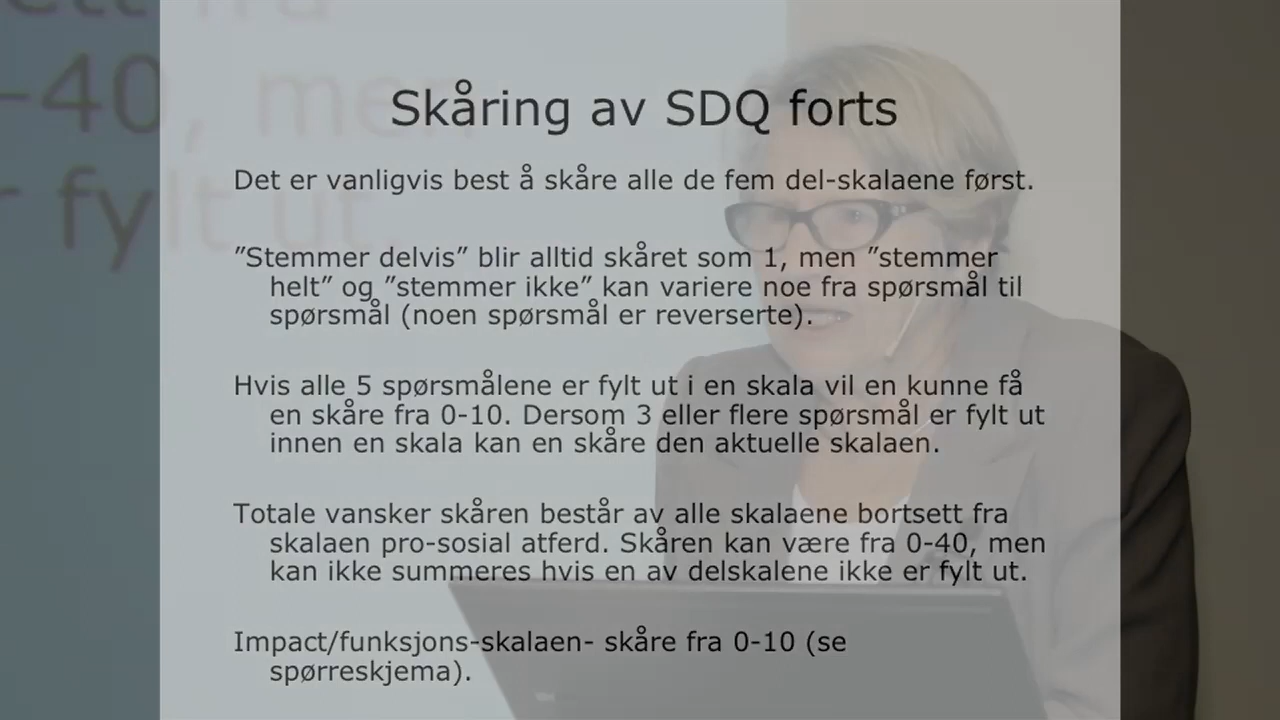 ett fra
-40, men
r fylt ut.
Skåring av SDQ forts
Det er vanligvis best å skåre alle de fem del-skalaene først.
”Stemmer delvis” blir alltid skåret som 1, men ”stemmer
helt” og ”stemmer ikke” kan variere noe fra spørsmål til
spørsmål (noen spørsmål er reverserte).
Hvis alle 5 spørsmålene er fylt ut i en skala vil en kunne få
en skåre fra 0-10. Dersom 3 eller flere spørsmål er fylt ut
innen en skala kan en skåre den aktuelle skalaen.
Totale vansker skåren består av alle skalaene bortsett fra
skalaen pro-sosial atferd. Skåren kan være fra 0-40, men
kan ikke summeres hvis en av delskalene ikke er fylt ut.
Impact/funksjons-skalaen- skåre fra 0-10 (se
spørreskjema).